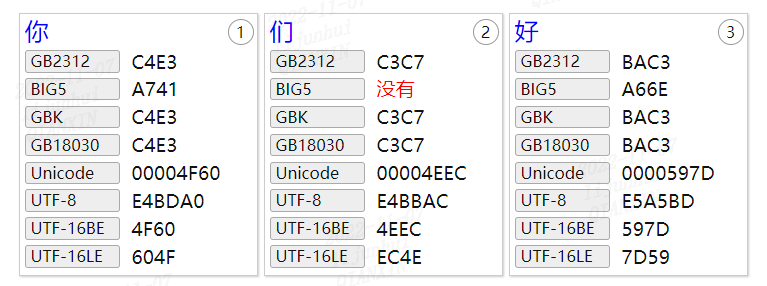 你 1
GB2312 C4E3
BIG5 A741
GBK C4E3
GB18030 C4E3
Unicode 00004F60
UTF-8 E4BDA0
UTF-16BE 4F60
UTF-16LE 604F
们 2
GB2312 C3C7
BIG5 没有
GBK C3C7
GB18030 C3C7
Unicode 00004EEC
UTF-8 E4BBAC
UTF-16BE 4EEC
UTF-16LE EC4E
好 3
GB2312 BAC3
BIG5 A66E
GBK BAC3
GB18030 BAC3
Unicode 0000597D
UTF-8 E5A5BD
UTF-16BE 597D
UTF-16LE 7D59